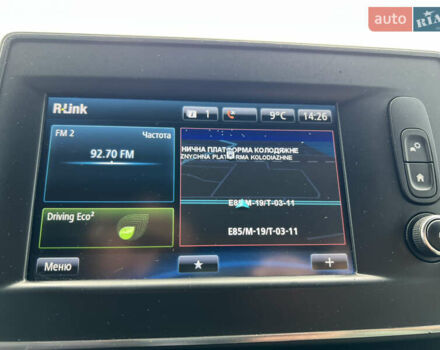 auto RIA
R-Link
1
9°C
14:26
FM 2 Частота
92.70 FM
НИЧНА ПЛАТФОРМА КОЛОДЯЖНЕ
ZNYCHNA PLATFORMA KOLODIAZHNE
E85/M-19/T-03-11
Driving Eco²
E85/M-19/T-03-11
Меню